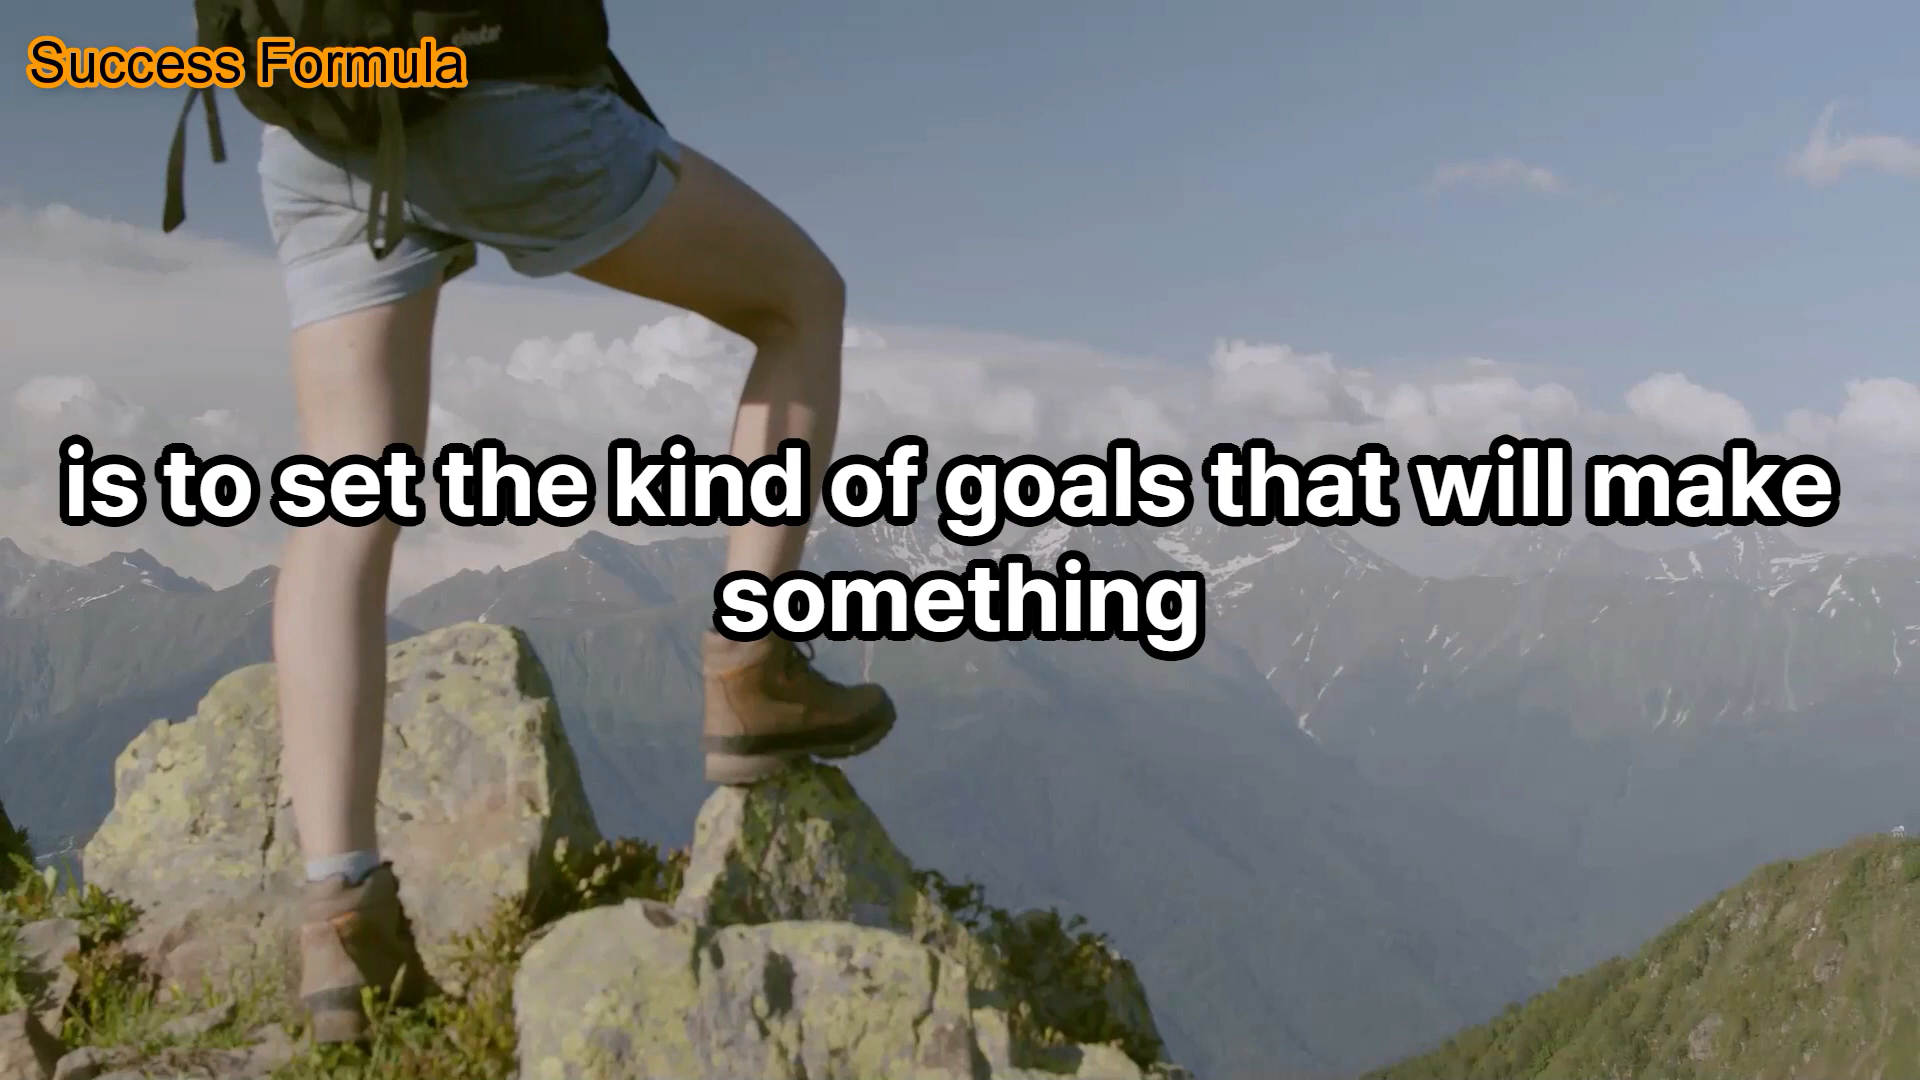 Success Formula
is to set the kind of goals that will make
something